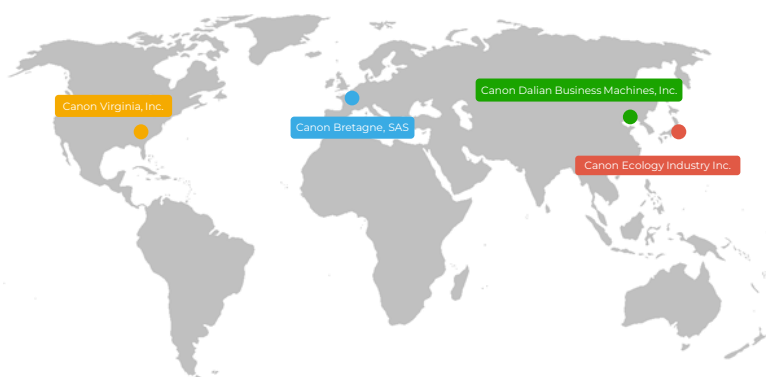 Canon Dalian Business Machines, Inc.
Canon Virginia, Inc.
Canon Bretagne, SAS
Canon Ecology Industry Inc.